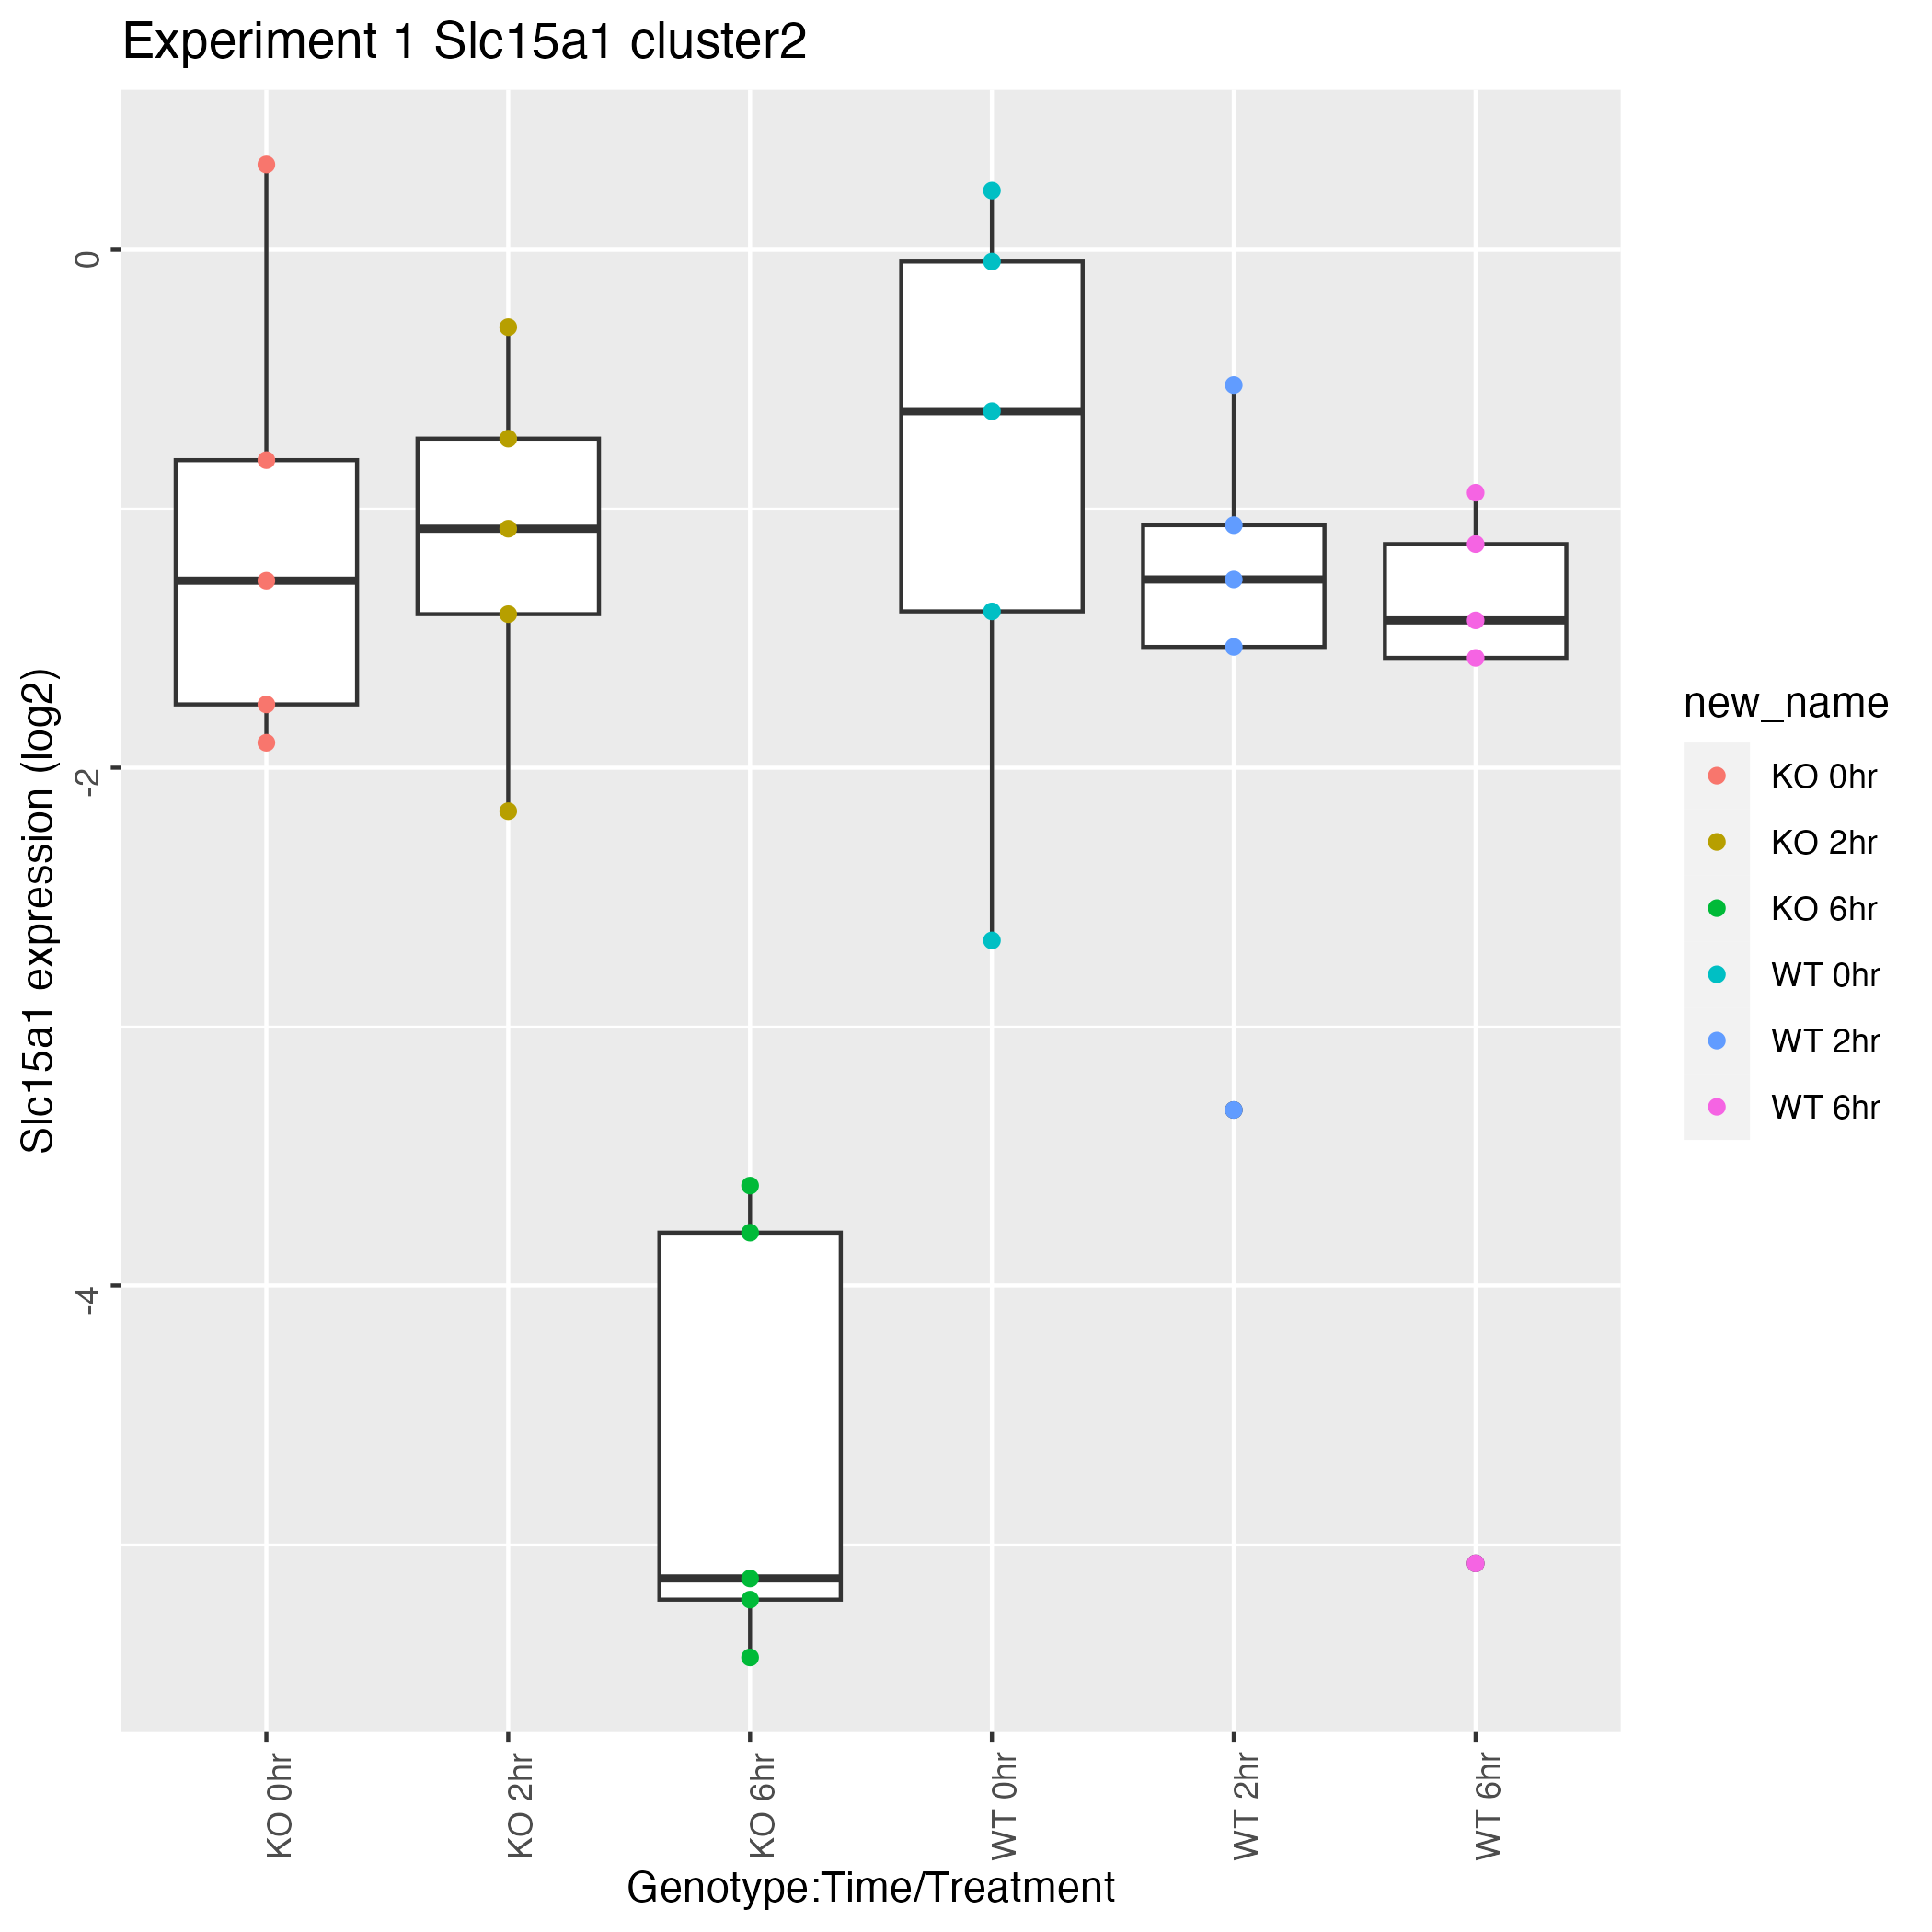 Experiment 1 Slc15a1 cluster2
Slc15a1 expression (log2)
0
-2
-4
KO 0hr
KO 2hr
KO 6hr
WT 0hr
WT 2hr
WT 6hr
Genotype:Time/Treatment
new_name
KO 0hr
KO 2hr
KO 6hr
WT 0hr
WT 2hr
WT 6hr